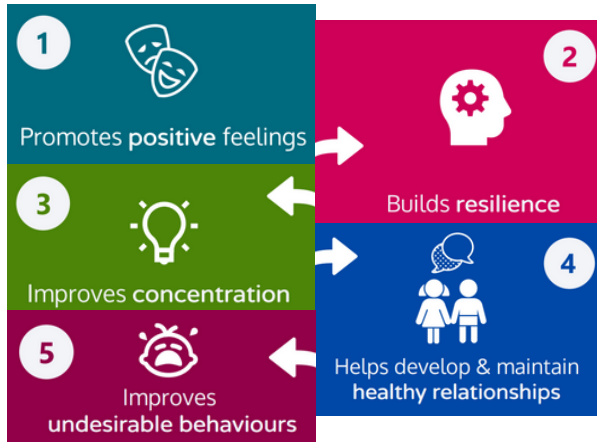 1
Promotes positive feelings
2
Builds resilience
3
Improves concentration
4
Helps develop & maintain
healthy relationships
5
Improves
undesirable behaviours